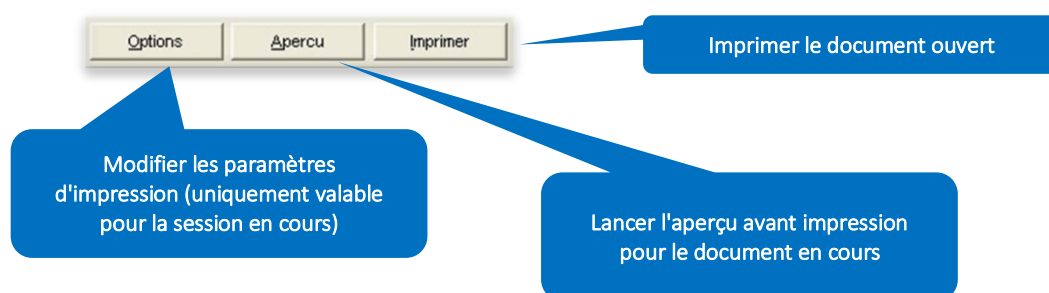 Options
Apercu
Imprimer
Imprimer le document ouvert
Modifier les paramètres
d'impression (uniquement valable
pour la session en cours)
Lancer l'aperçu avant impression
pour le document en cours